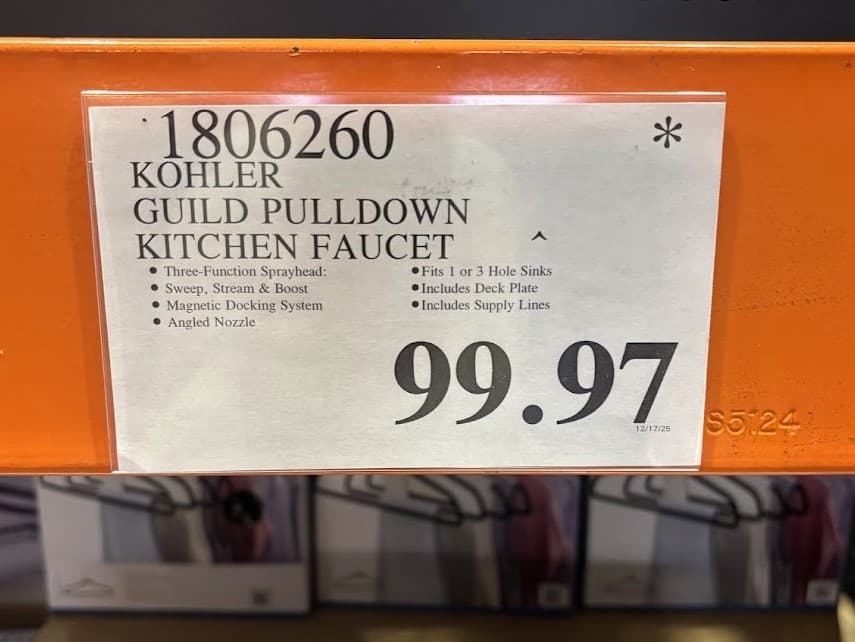 1806260
*
KOHLER
GUILD PULLDOWN
KITCHEN FAUCET ^
• Three-Function Sprayhead:
• Sweep, Stream & Boost
• Magnetic Docking System
• Angled Nozzle
• Fits 1 or 3 Hole Sinks
• Includes Deck Plate
• Includes Supply Lines
99.97
12/17/25
S5124